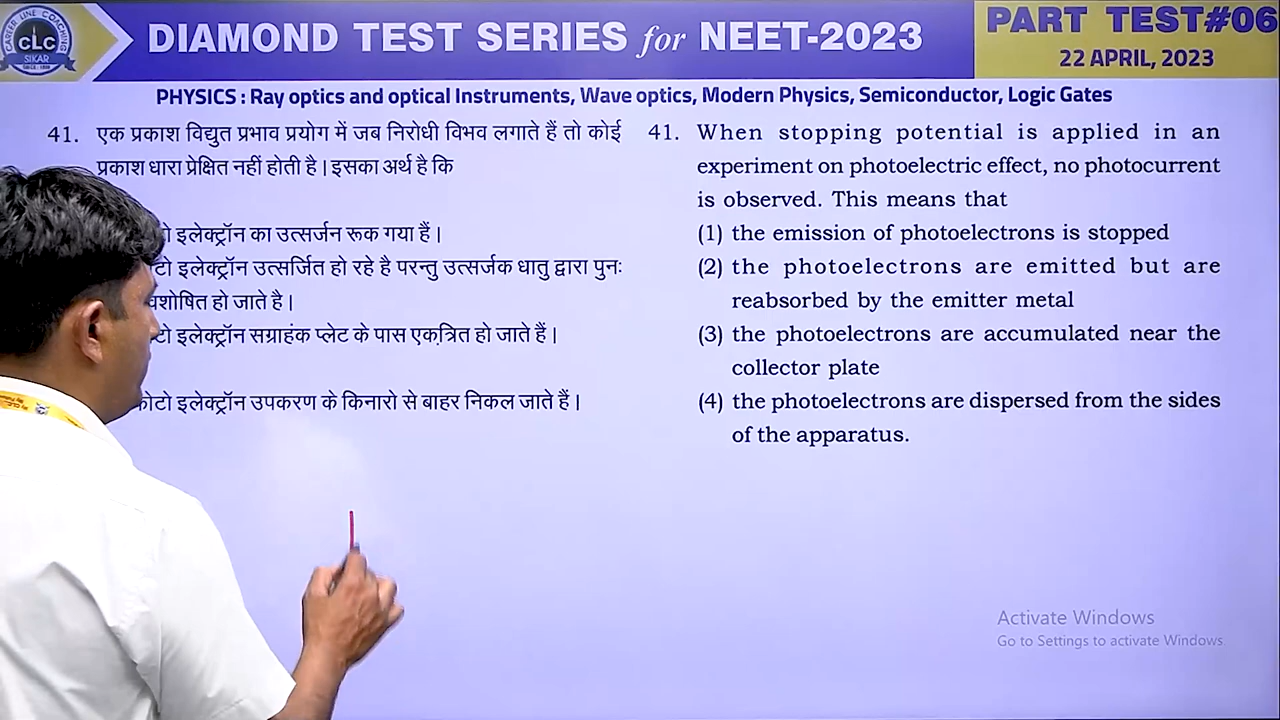 CAREER LINE COACHING
CLC
SIKAR
DIAMOND TEST SERIES for NEET-2023
PART TEST#06
22 APRIL, 2023
PHYSICS : Ray optics and optical Instruments, Wave optics, Modern Physics, Semiconductor, Logic Gates
41. एक प्रकाश विद्युत प्रभाव प्रयोग में जब निरोधी विभव लगाते हैं तो कोई
प्रकाश धारा प्रेक्षित नहीं होती है। इसका अर्थ है कि
इलेक्ट्रॉन का उत्सर्जन रूक गया हैं।
इलेक्ट्रॉन उत्सर्जित हो रहे है परन्तु उत्सर्जक धातु द्वारा पुनः
हो जाते है।
इलेक्ट्रॉन सग्राहंक प्लेट के पास एकत्रित हो जाते हैं।
इलेक्ट्रॉन उपकरण के किनारो से बाहर निकल जाते हैं।
41. When stopping potential is applied in an
experiment on photoelectric effect, no photocurrent
is observed. This means that
(1) the emission of photoelectrons is stopped
(2) the photoelectrons are emitted but are
reabsorbed by the emitter metal
(3) the photoelectrons are accumulated near the
collector plate
(4) the photoelectrons are dispersed from the sides
of the apparatus.
Activate Windows
Go to Settings to activate Windows.